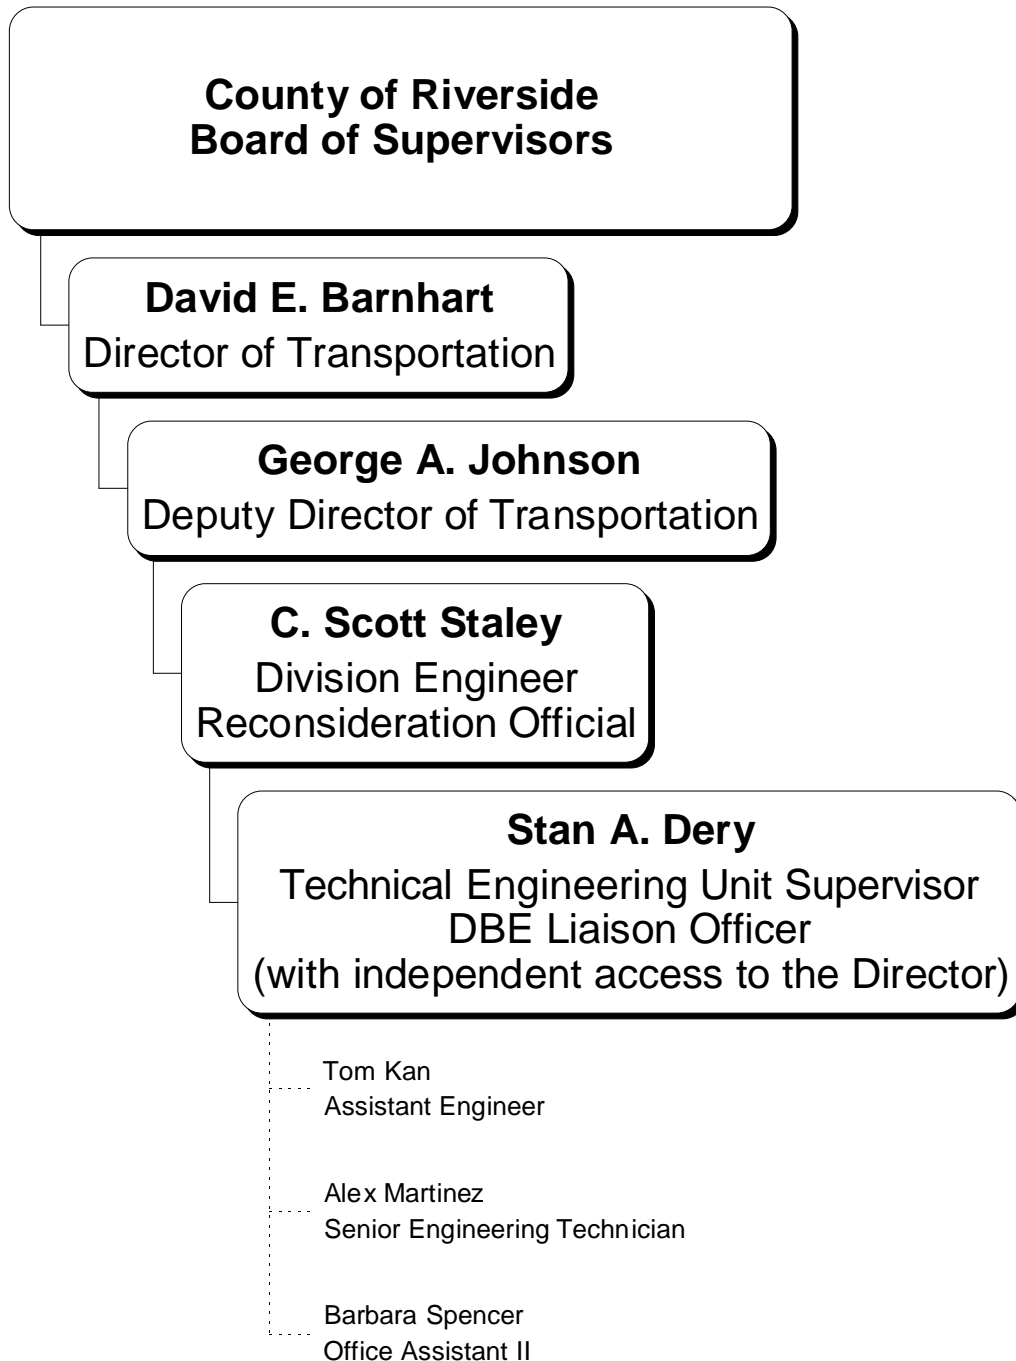 County of Riverside
Board of Supervisors
David E. Barnhart
Director of Transportation
George A. Johnson
Deputy Director of Transportation
C. Scott Staley
Division Engineer
Reconsideration Official
Stan A. Dery
Technical Engineering Unit Supervisor
DBE Liaison Officer
(with independent access to the Director)
Tom Kan
Assistant Engineer
Alex Martinez
Senior Engineering Technician
Barbara Spencer
Office Assistant II